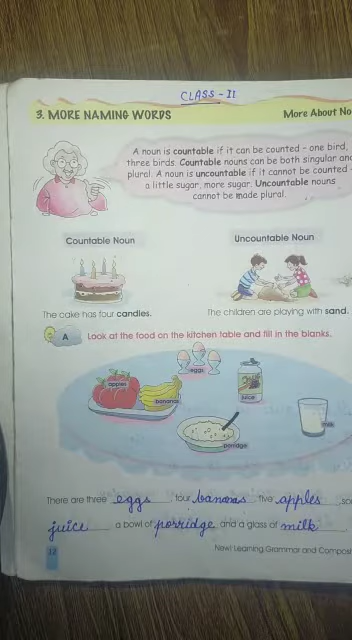 CLASS - II
3. MORE NAMING WORDS More About No
A noun is countable if it can be counted - one bird,
three birds. Countable nouns can be both singular and
plural. A noun is uncountable if it cannot be counted -
a little sugar, more sugar. Uncountable nouns
cannot be made plural.
Countable Noun Uncountable Noun
The cake has four candles. The children are playing with sand.
A Look at the food on the kitchen table and fill in the blanks.
eggs
apples
bananas
juice
milk
porridge
There are three eggs four bananas five apples so
juice a bowl of porridge and a glass of milk
12 New! Learning Grammar and Compos